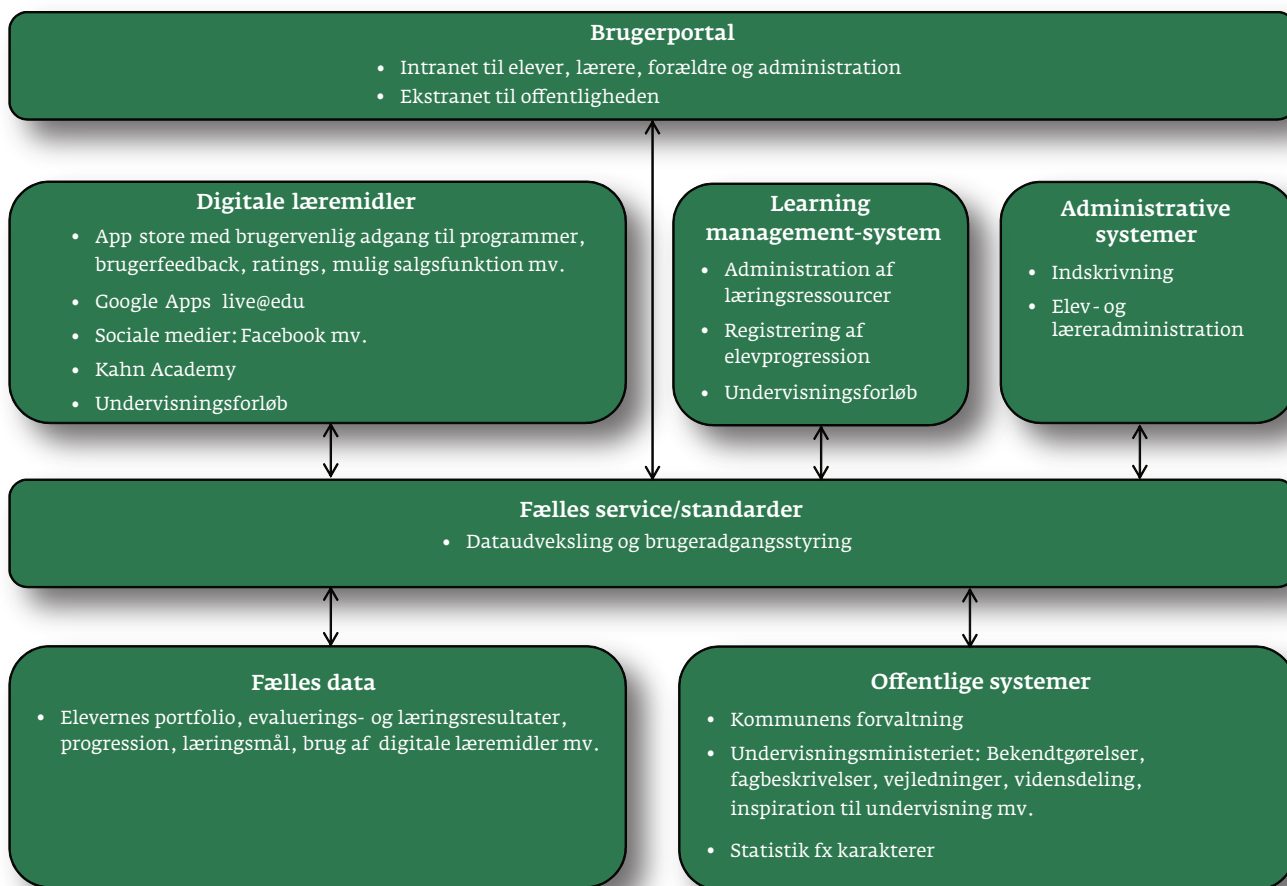 Brugerportal
• Intranet til elever, lærere, forældre og administration
• Ekstranet til offentligheden
Digitale læremidler
• App store med brugervenlig adgang til programmer,
brugerfeedback, ratings, mulig salgsfunktion mv.
• Google Apps live@edu
• Sociale medier: Facebook mv.
• Kahn Academy
• Undervisningsforløb
Learning
management-system
• Administration af
læringsressourcer
• Registrering af
elevprogression
• Undervisningsforløb
Administrative
systemer
• Indskrivning
• Elev- og
læreradministration
Fælles service/standarder
• Dataudveksling og brugeradgangsstyring
Fælles data
• Elevernes portfolio, evaluerings- og læringsresultater,
progression, læringsmål, brug af digitale læremidler mv.
Offentlige systemer
• Kommunens forvaltning
• Undervisningsministeriet: Bekendtgørelser,
fagbeskrivelser, vejledninger, vidensdeling,
inspiration til undervisning mv.
• Statistik fx karakterer